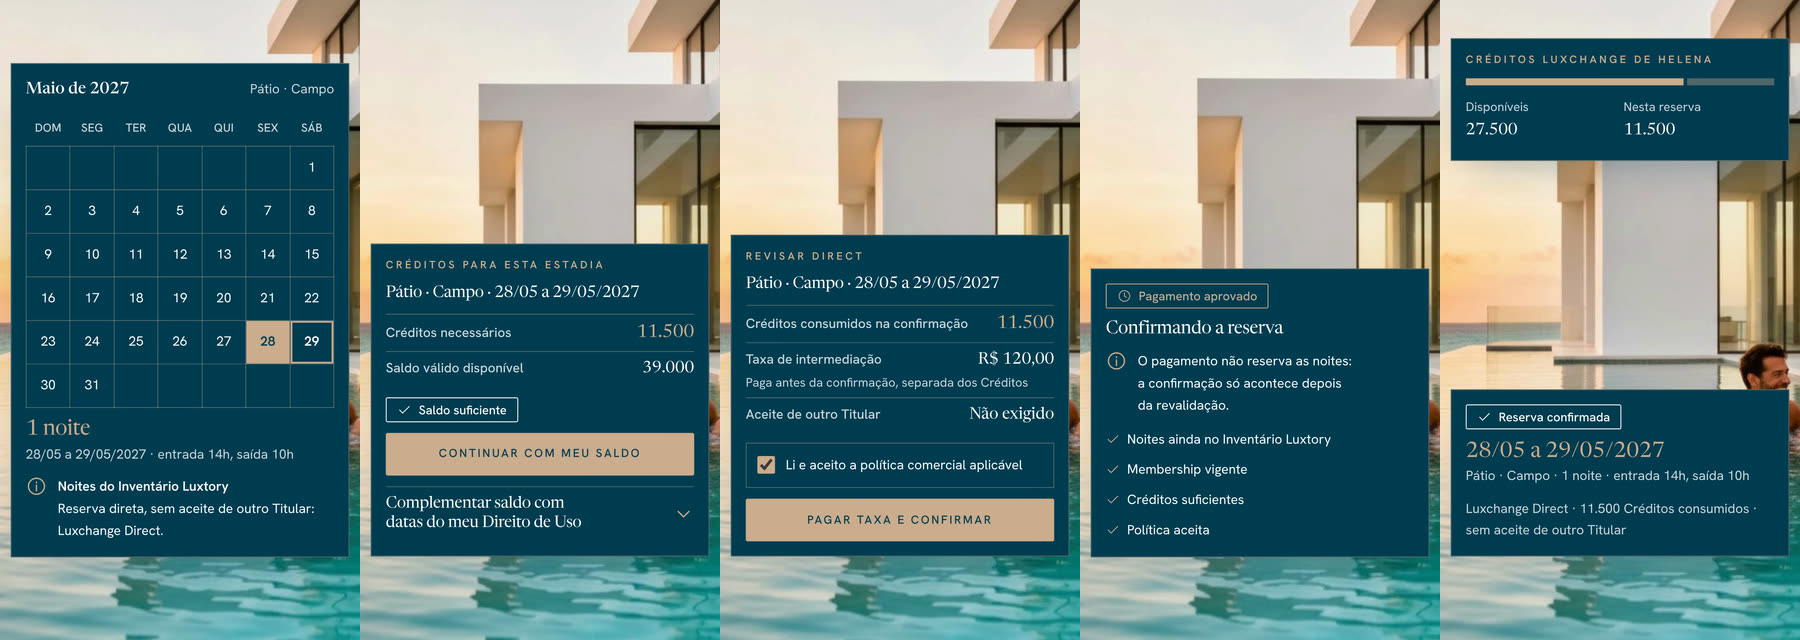 Maio de 2027
Pátio · Campo
DOM SEG TER QUA QUI SEX SÁB
1
2 3 4 5 6 7 8
9 10 11 12 13 14 15
16 17 18 19 20 21 22
23 24 25 26 27 28 29
30 31
1 noite
28/05 a 29/05/2027 · entrada 14h, saída 10h
Noites do Inventário Luxtory
Reserva direta, sem aceite de outro Titular:
Luxchange Direct.
CRÉDITOS PARA ESTA ESTADIA
Pátio · Campo · 28/05 a 29/05/2027
Créditos necessários 11.500
Saldo válido disponível 39.000
Saldo suficiente
CONTINUAR COM MEU SALDO
Complementar saldo com
datas do meu Direito de Uso
REVISAR DIRECT
Pátio · Campo · 28/05 a 29/05/2027
Créditos consumidos na confirmação 11.500
Taxa de intermediação R$ 120,00
Paga antes da confirmação, separada dos Créditos
Aceite de outro Titular Não exigido
Li e aceito a política comercial aplicável
PAGAR TAXA E CONFIRMAR
Pagamento aprovado
Confirmando a reserva
O pagamento não reserva as noites:
a confirmação só acontece depois
da revalidação.
Noites ainda no Inventário Luxtory
Membership vigente
Créditos suficientes
Política aceita
CRÉDITOS LUXCHANGE DE HELENA
Disponíveis Nesta reserva
27.500 11.500
Reserva confirmada
28/05 a 29/05/2027
Pátio · Campo · 1 noite · entrada 14h, saída 10h
Luxchange Direct · 11.500 Créditos consumidos ·
sem aceite de outro Titular